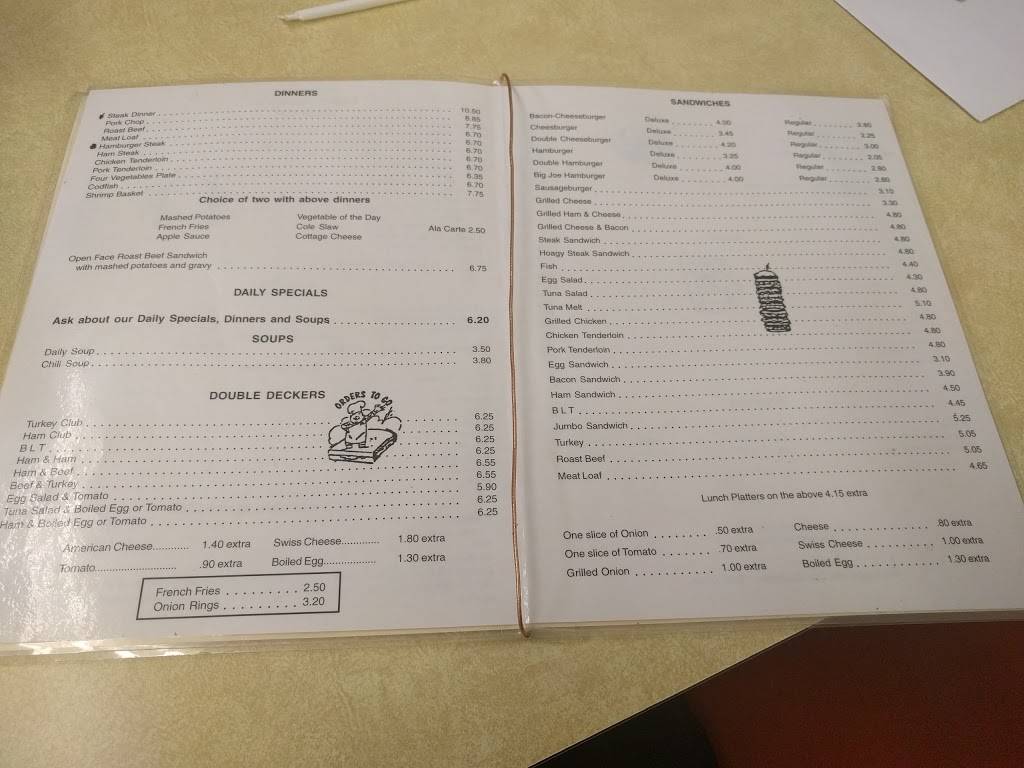 DINNERS
Steak Dinner 10.50
Pork Chop 8.85
Roast Beef 7.75
Meat Loaf 6.70
Hamburger Steak 6.70
Ham Steak 6.70
Chicken Tenderloin 6.70
Pork Tenderloin 6.70
Four Vegetables Plate 6.35
Codfish 6.70
Shrimp Basket 7.75
Choice of two with above dinners
Mashed Potatoes Vegetable of the Day
French Fries Cole Slaw Ala Carte 2.50
Apple Sauce Cottage Cheese
Open Face Roast Beef Sandwich
with mashed potatoes and gravy 6.75
DAILY SPECIALS
Ask about our Daily Specials, Dinners and Soups 6.20
SOUPS
Daily Soup 3.50
Chili Soup 3.80
DOUBLE DECKERS
ORDERS TO GO
Turkey Club 6.25
Ham Club 6.25
B L T 6.25
Ham & Ham 6.25
Ham & Beef 6.55
Beef & Turkey 6.55
Egg Salad & Tomato 5.90
Tuna Salad & Boiled Egg or Tomato 6.25
Ham & Boiled Egg or Tomato 6.25
American Cheese............ 1.40 extra Swiss Cheese............. 1.80 extra
Tomato............................ .90 extra Boiled Egg.................. 1.30 extra
French Fries . . . . . . . . . 2.50
Onion Rings . . . . . . . . . 3.20
SANDWICHES
Bacon-Cheeseburger Deluxe 4.50 Regular 3.80
Cheesburger Deluxe 3.45 Regular 2.25
Double Cheeseburger Deluxe 4.20 Regular 3.00
Hamburger Deluxe 3.25 Regular 2.05
Double Hamburger Deluxe 4.00 Regular 2.80
Big Joe Hamburger Deluxe 4.00 Regular 2.80
Sausageburger 3.10
Grilled Cheese 3.30
Grilled Ham & Cheese 4.80
Grilled Cheese & Bacon 4.80
Steak Sandwich 4.80
Hoagy Steak Sandwich 4.80
Fish 4.40
Egg Salad 4.30
Tuna Salad 4.80
Tuna Melt 5.10
Grilled Chicken 4.80
Chicken Tenderloin 4.80
Pork Tenderloin 4.80
Egg Sandwich 3.10
Bacon Sandwich 3.90
Ham Sandwich 4.50
B L T 4.45
Jumbo Sandwich 5.25
Turkey 5.05
Roast Beef 5.05
Meat Loaf 4.65
Lunch Platters on the above 4.15 extra
One slice of Onion . . . . . . . . .50 extra Cheese . . . . . . . . . . . . .80 extra
One slice of Tomato . . . . . . . .70 extra Swiss Cheese . . . . . . . . . 1.00 extra
Grilled Onion . . . . . . . . . . . 1.00 extra Boiled Egg . . . . . . . . . . . . 1.30 extra